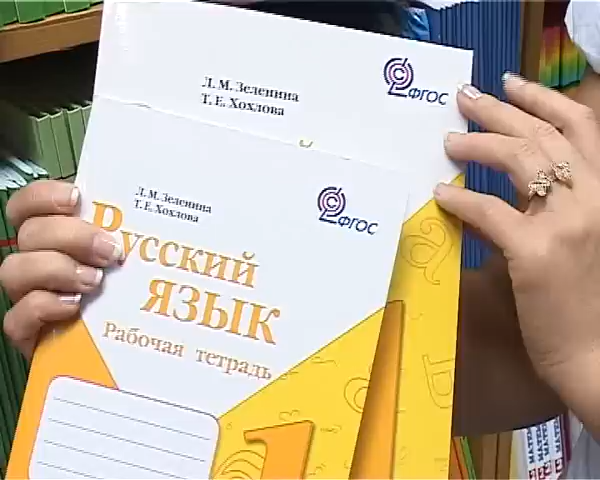 Л. М. Зеленина
Т. Е. Хохлова
ФГОС
Л. М. Зеленина
Т. Е. Хохлова
ФГОС
Русский
ЯЗЫК
Рабочая тетрадь
1